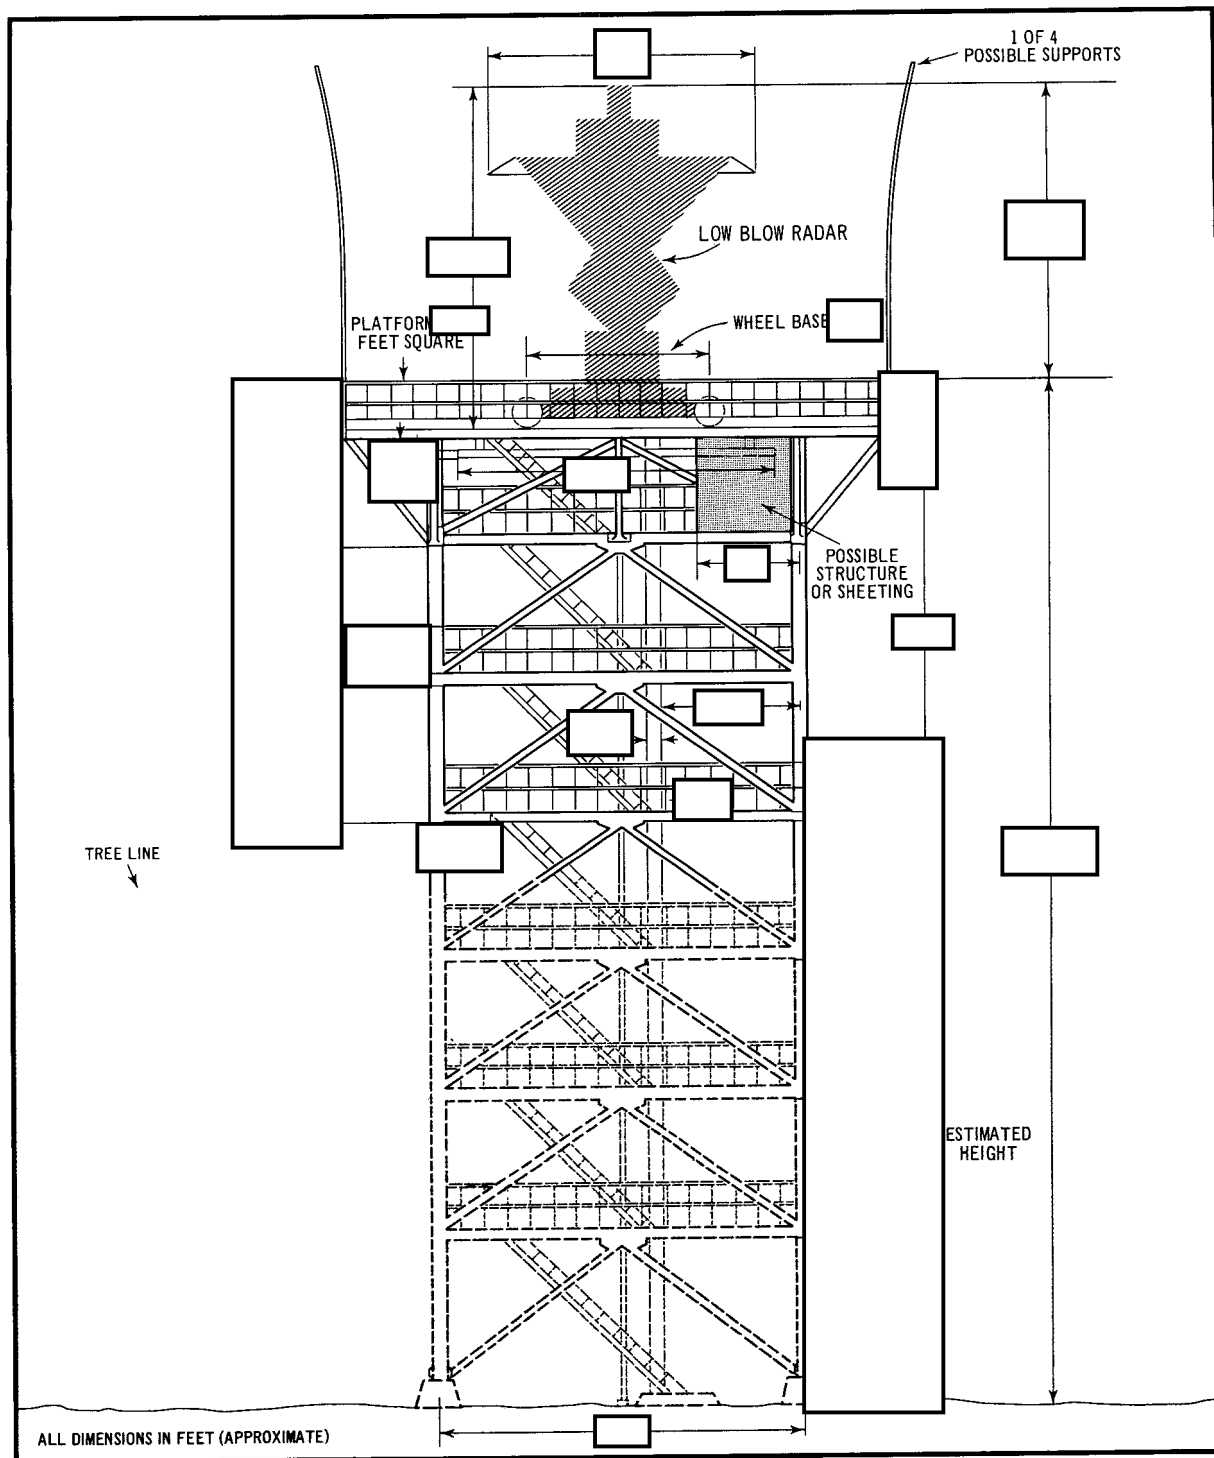 1 OF 4
POSSIBLE SUPPORTS
LOW BLOW RADAR
PLATFORM
FEET SQUARE
WHEEL BASE
POSSIBLE
STRUCTURE
OR SHEETING
TREE LINE
ESTIMATED
HEIGHT
ALL DIMENSIONS IN FEET (APPROXIMATE)